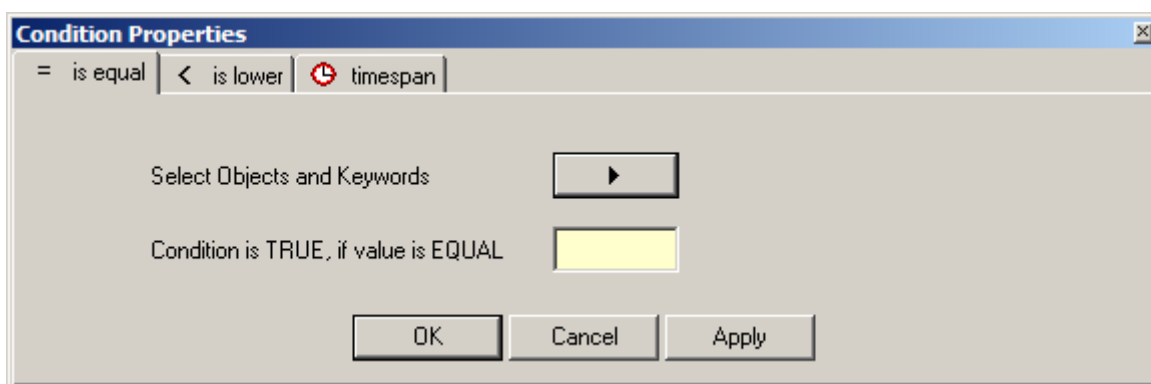 Condition Properties
= is equal < is lower timespan
Select Objects and Keywords
Condition is TRUE, if value is EQUAL
OK Cancel Apply